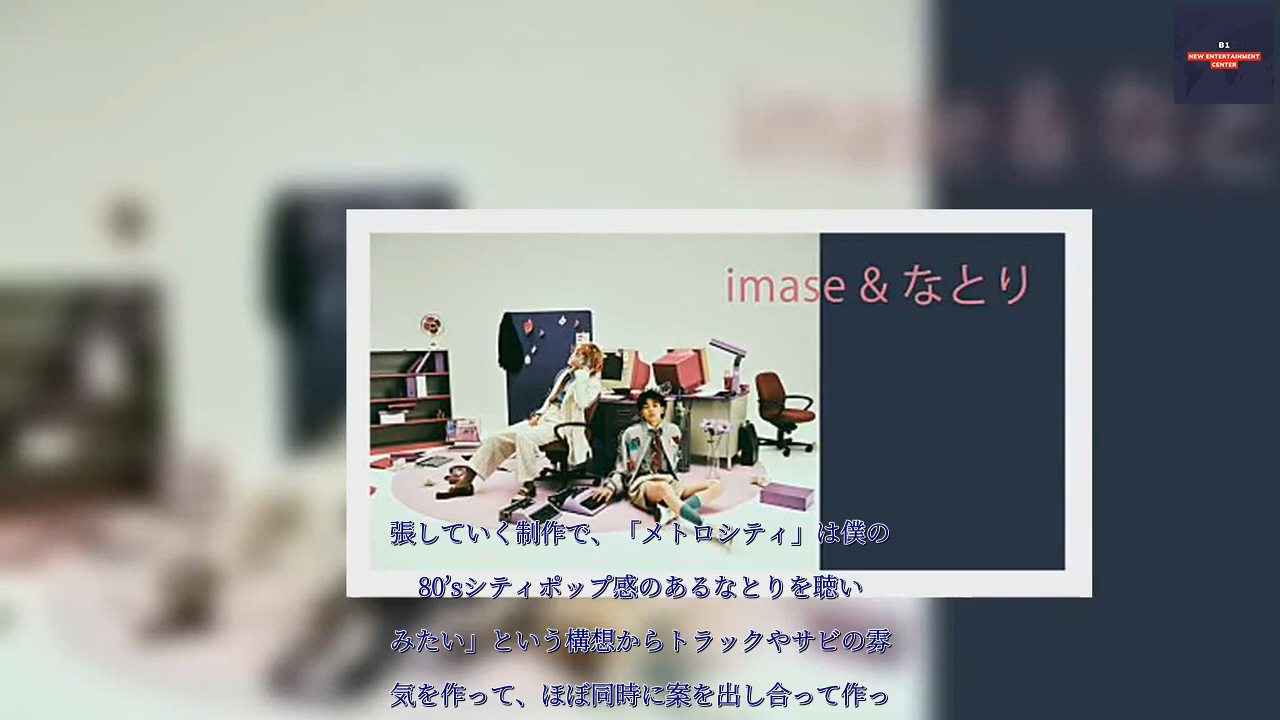 B1
NEW ENTERTAINMENT
CENTER
imase & なとり
張していく制作で、「メトロシティ」は僕の
80’sシティポップ感のあるなとりを聴い
みたい」という構想からトラックやサビの雰
気を作って、ほぼ同時に案を出し合って作っ